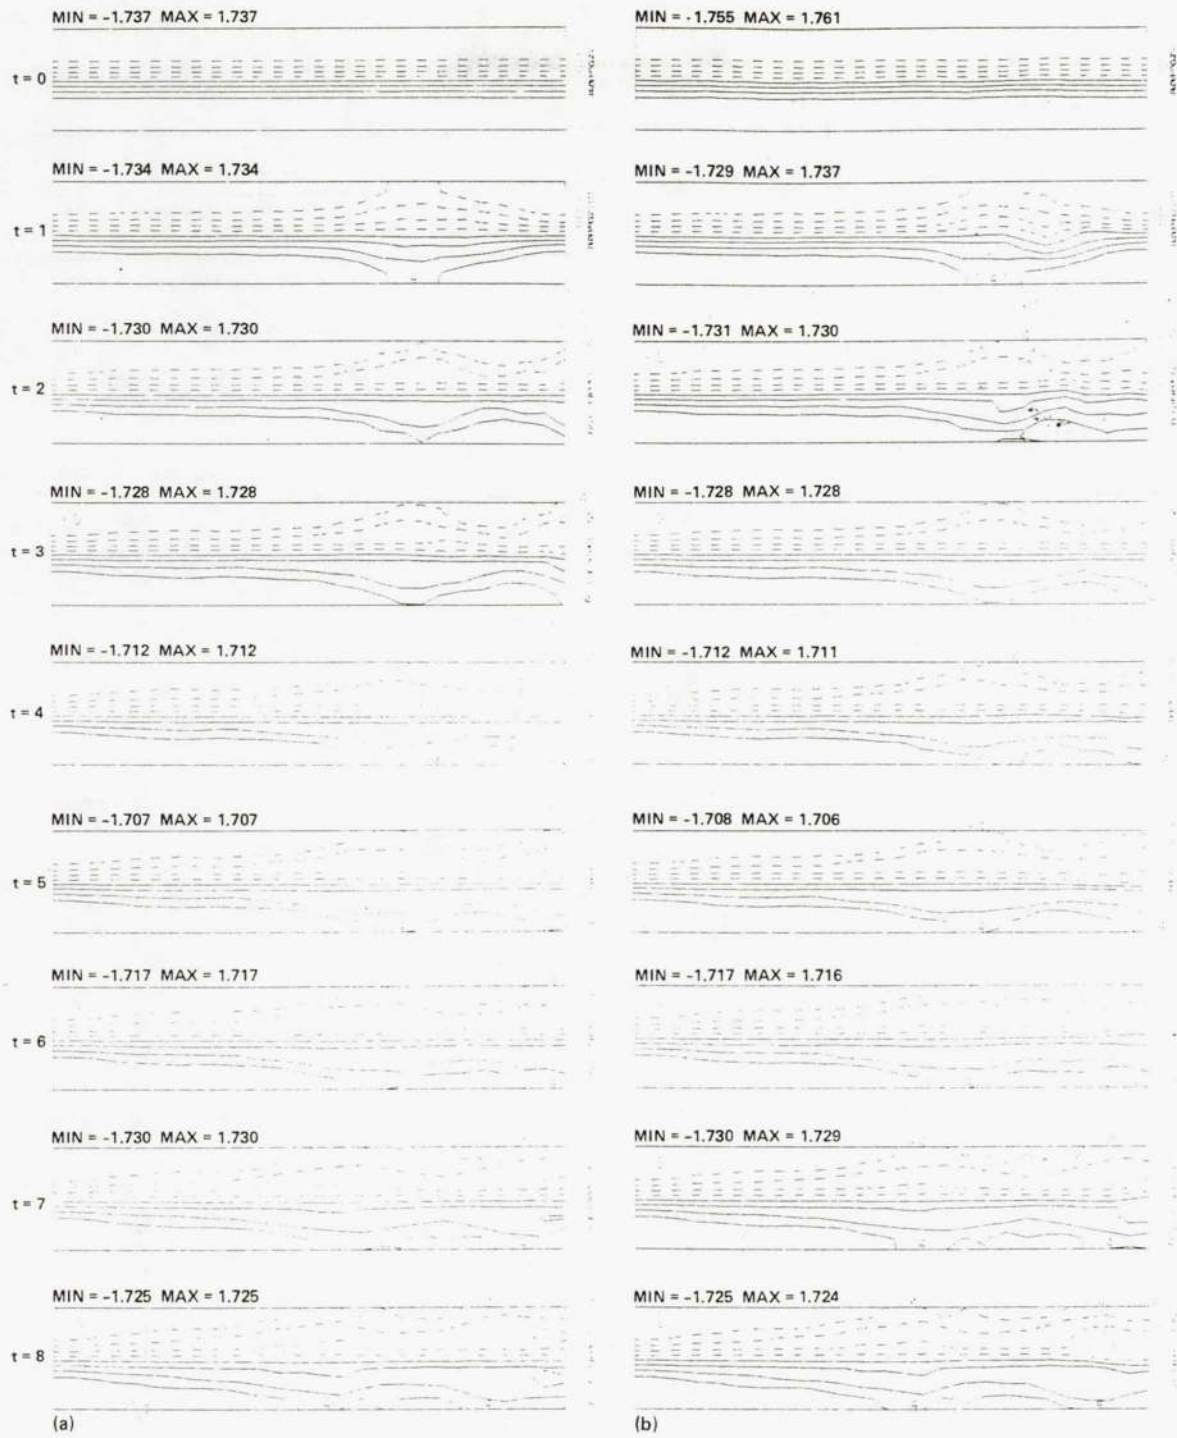 MIN = -1.737 MAX = 1.737
MIN = -1.755 MAX = 1.761
t = 0
MIN = -1.734 MAX = 1.734
MIN = -1.729 MAX = 1.737
t = 1
MIN = -1.730 MAX = 1.730
MIN = -1.731 MAX = 1.730
t = 2
MIN = -1.728 MAX = 1.728
MIN = -1.728 MAX = 1.728
t = 3
MIN = -1.712 MAX = 1.712
MIN = -1.712 MAX = 1.711
t = 4
MIN = -1.707 MAX = 1.707
MIN = -1.708 MAX = 1.706
t = 5
MIN = -1.717 MAX = 1.717
MIN = -1.717 MAX = 1.716
t = 6
MIN = -1.730 MAX = 1.730
MIN = -1.730 MAX = 1.729
t = 7
MIN = -1.725 MAX = 1.725
MIN = -1.725 MAX = 1.724
t = 8
(a)
(b)